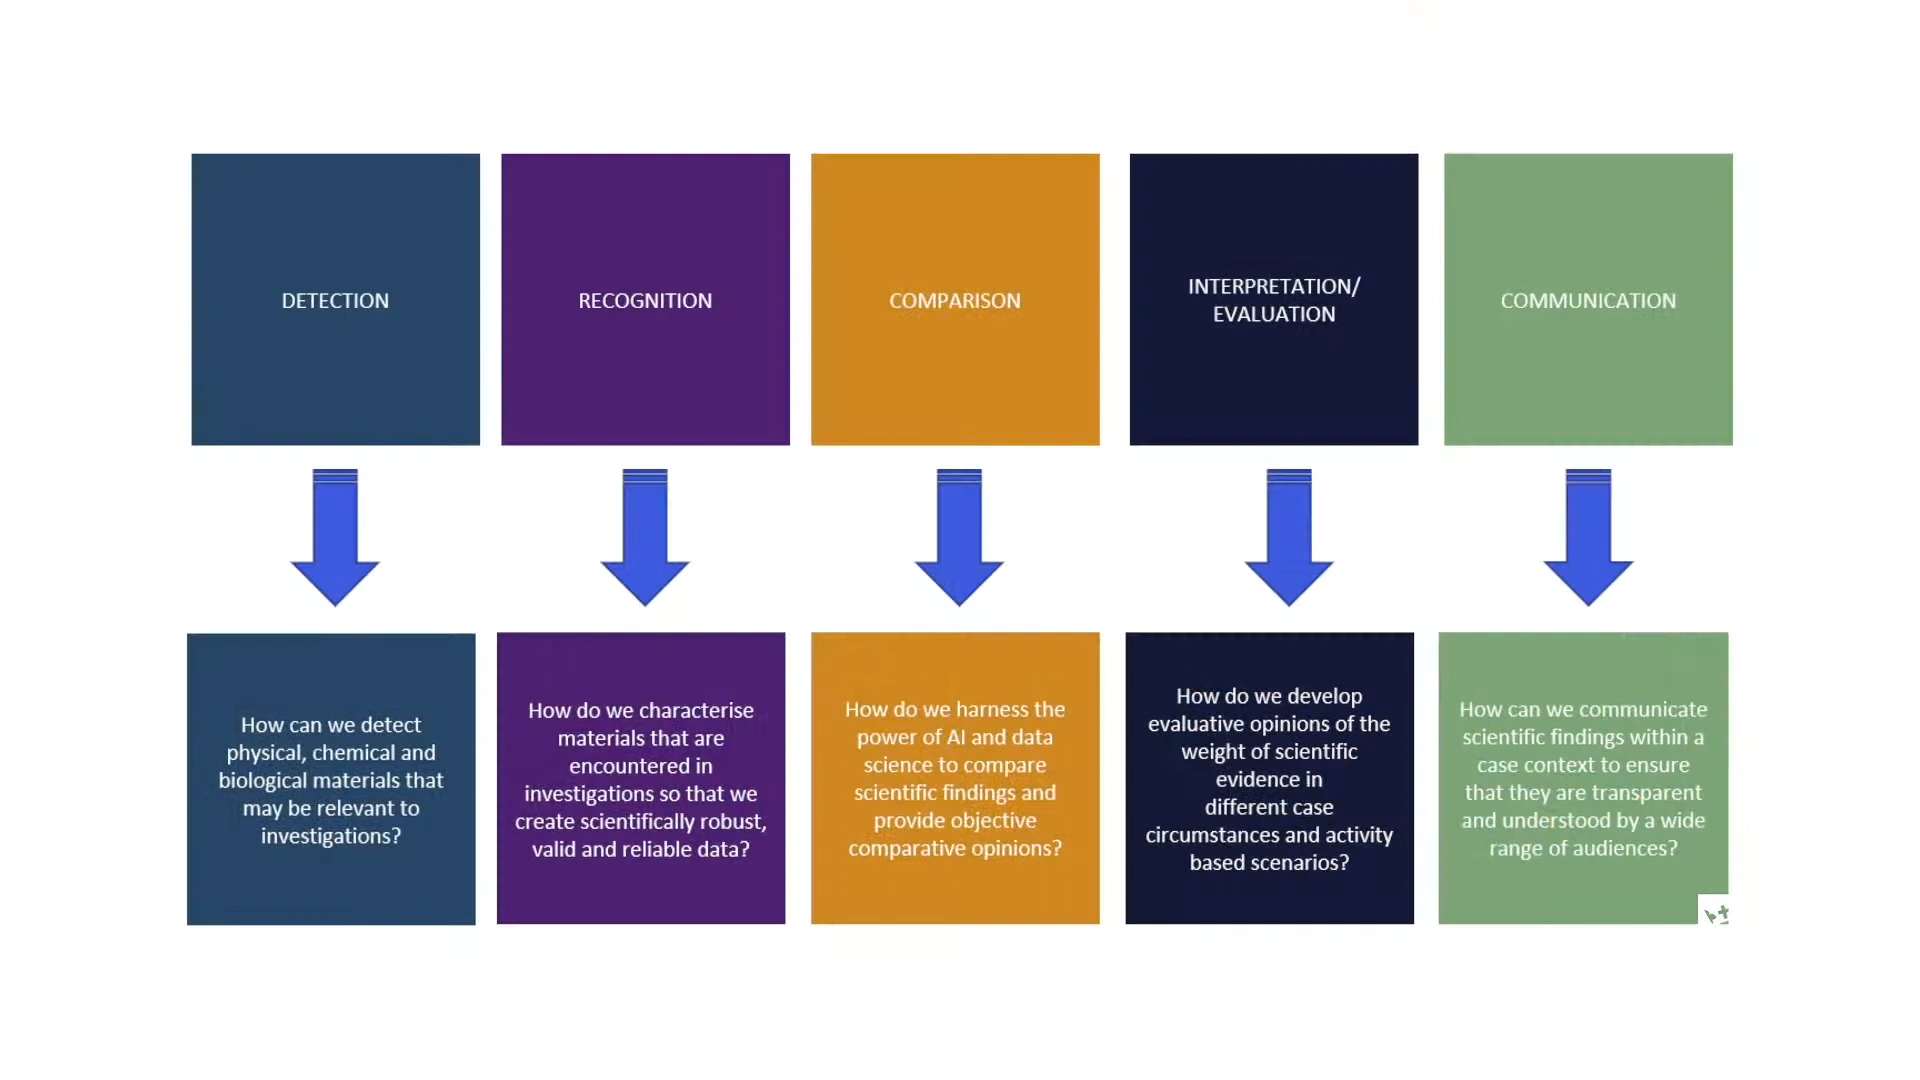 DETECTION
RECOGNITION
COMPARISON
INTERPRETATION/
EVALUATION
COMMUNICATION
How can we detect
physical, chemical and
biological materials that
may be relevant to
investigations?
How do we characterise
materials that are
encountered in
investigations so that we
create scientifically robust,
valid and reliable data?
How do we harness the
power of AI and data
science to compare
scientific findings and
provide objective
comparative opinions?
How do we develop
evaluative opinions of the
weight of scientific
evidence in
different case
circumstances and activity
based scenarios?
How can we communicate
scientific findings within a
case context to ensure
that they are transparent
and understood by a wide
range of audiences?